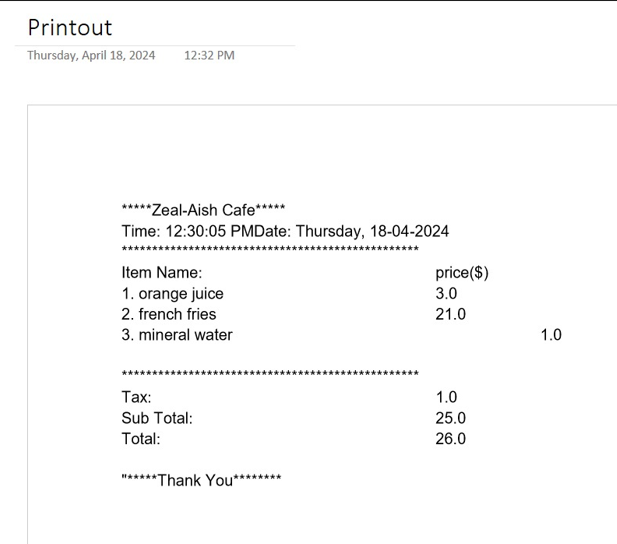 Printout
Thursday, April 18, 2024 12:32 PM
*****Zeal-Aish Cafe*****
Time: 12:30:05 PMDate: Thursday, 18-04-2024
*************************************************
Item Name: price($)
1. orange juice 3.0
2. french fries 21.0
3. mineral water 1.0
*************************************************
Tax: 1.0
Sub Total: 25.0
Total: 26.0
"*****Thank You********